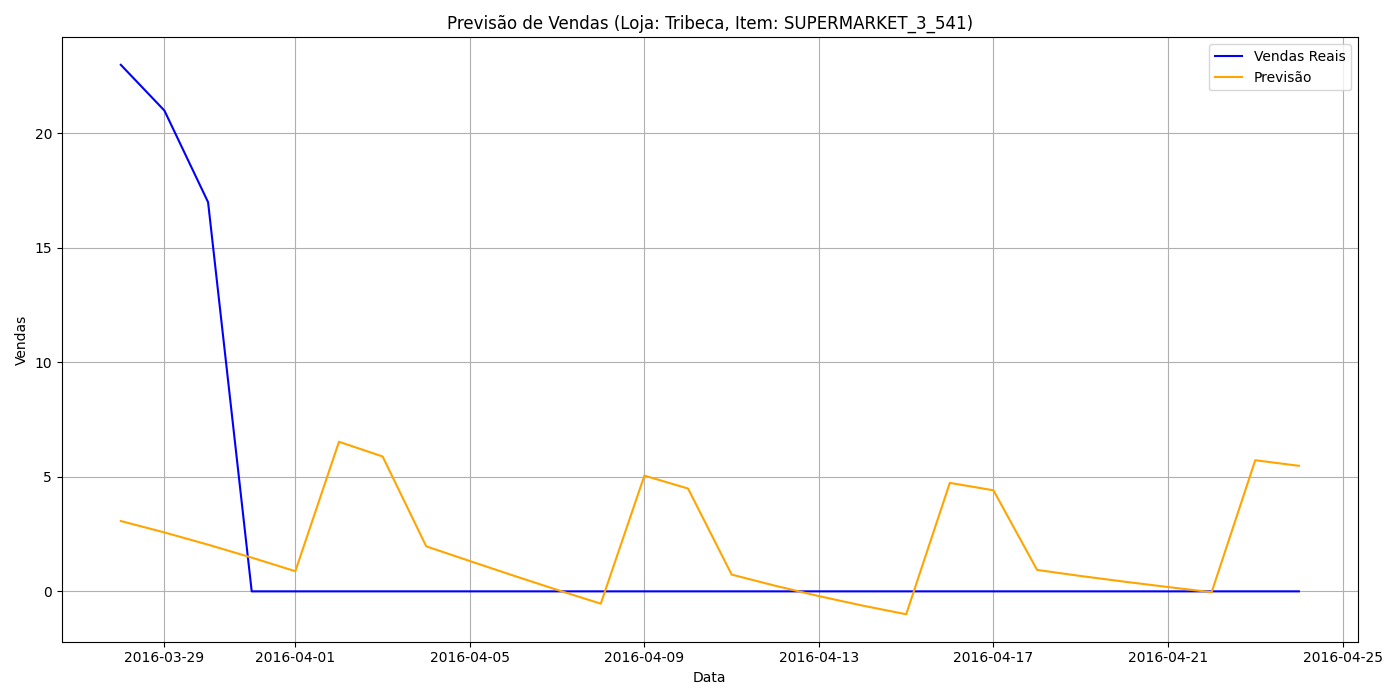 Previsão de Vendas (Loja: Tribeca, Item: SUPERMARKET_3_541)
Vendas Reais
Previsão
Vendas
20
15
10
5
0
2016-03-29
2016-04-01
2016-04-05
2016-04-09
2016-04-13
2016-04-17
2016-04-21
2016-04-25
Data